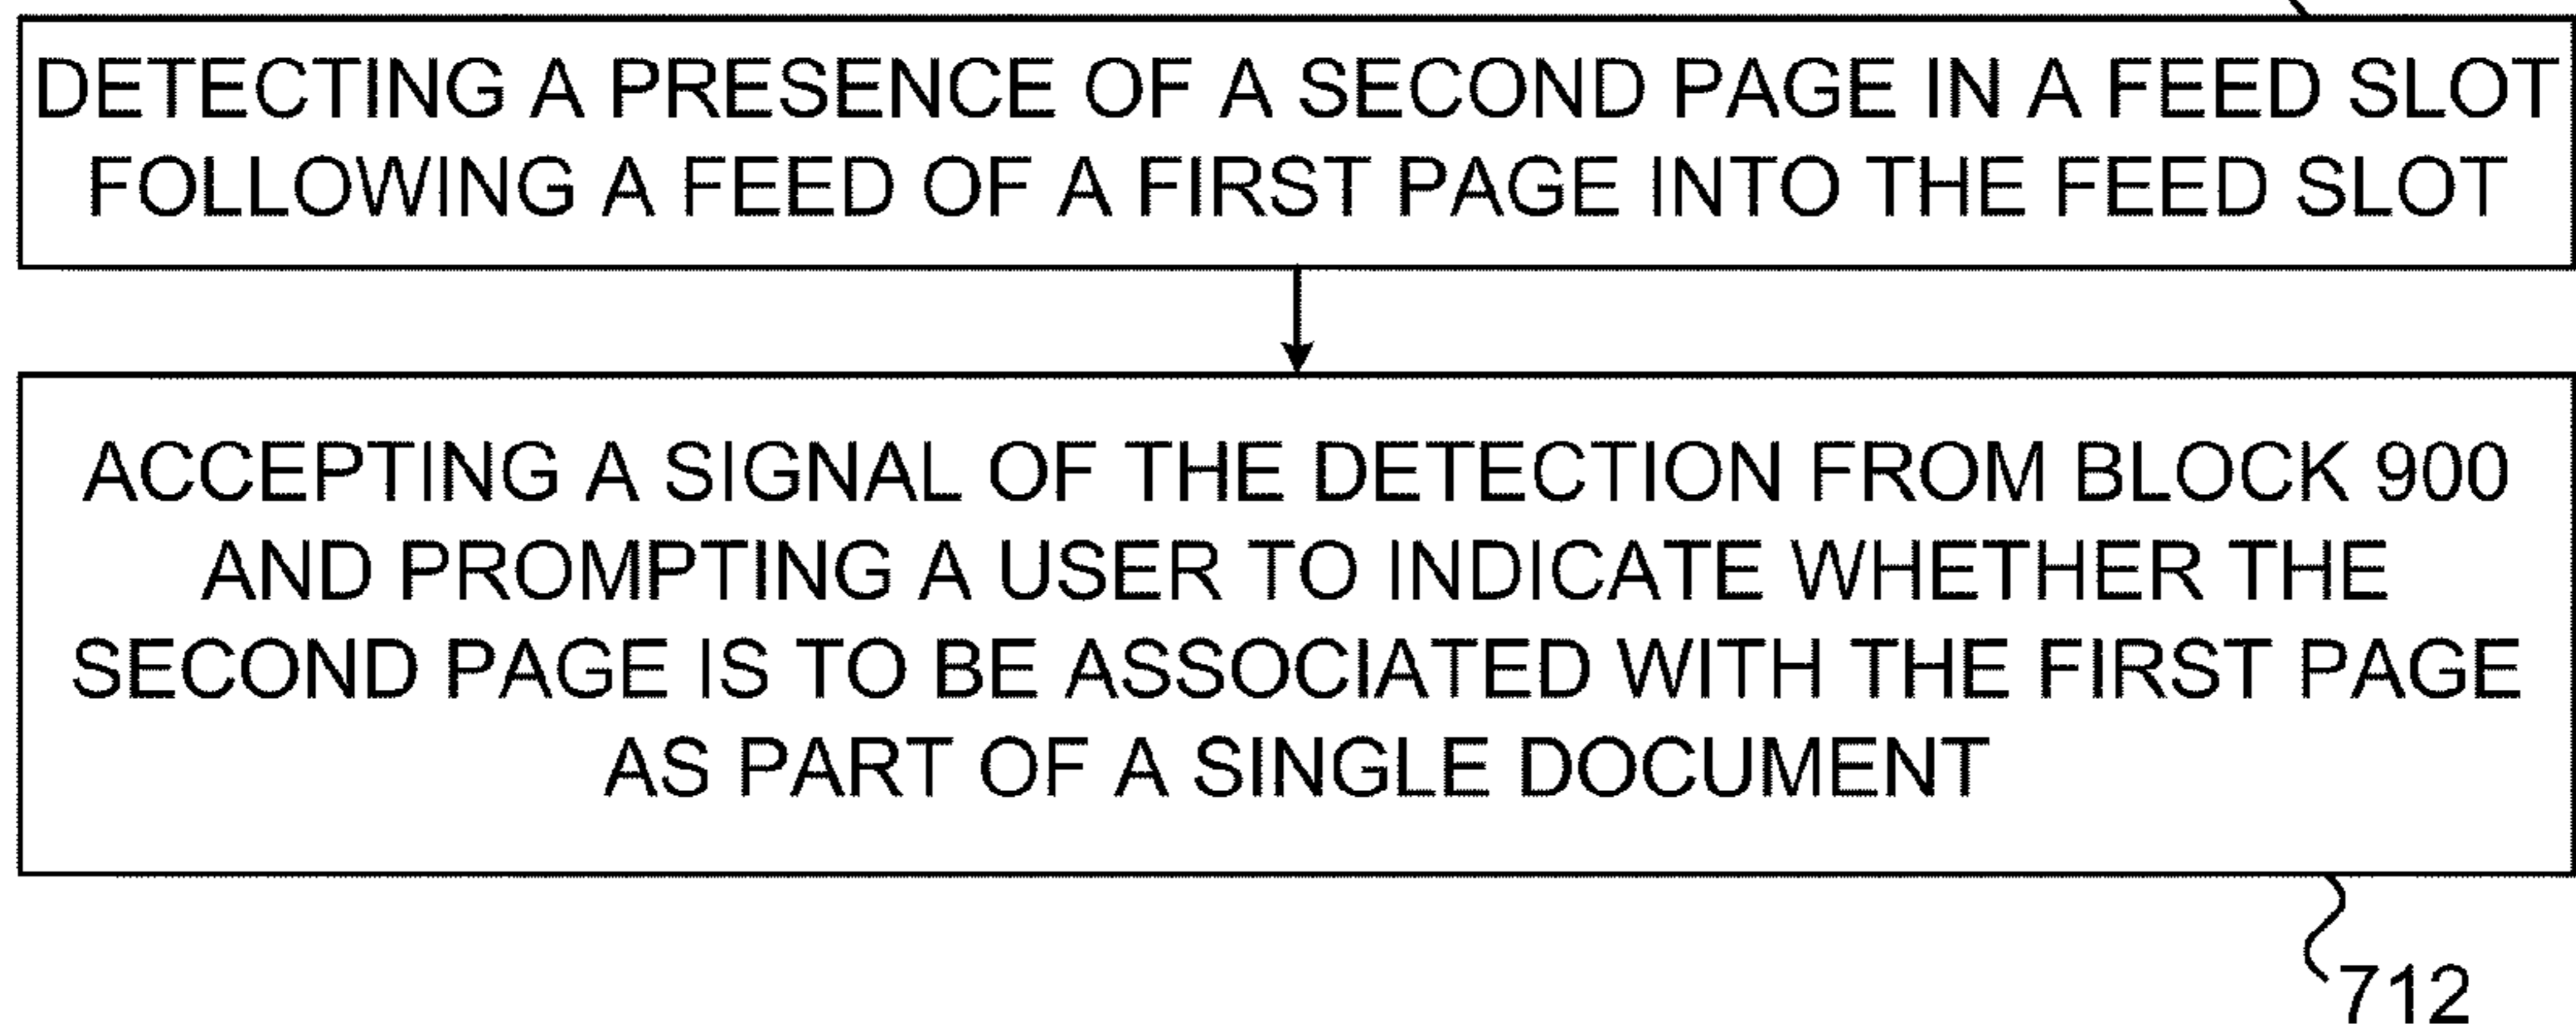 DETECTING A PRESENCE OF A SECOND PAGE IN A FEED SLOT
FOLLOWING A FEED OF A FIRST PAGE INTO THE FEED SLOT
ACCEPTING A SIGNAL OF THE DETECTION FROM BLOCK 900
AND PROMPTING A USER TO INDICATE WHETHER THE
SECOND PAGE IS TO BE ASSOCIATED WITH THE FIRST PAGE
AS PART OF A SINGLE DOCUMENT
712